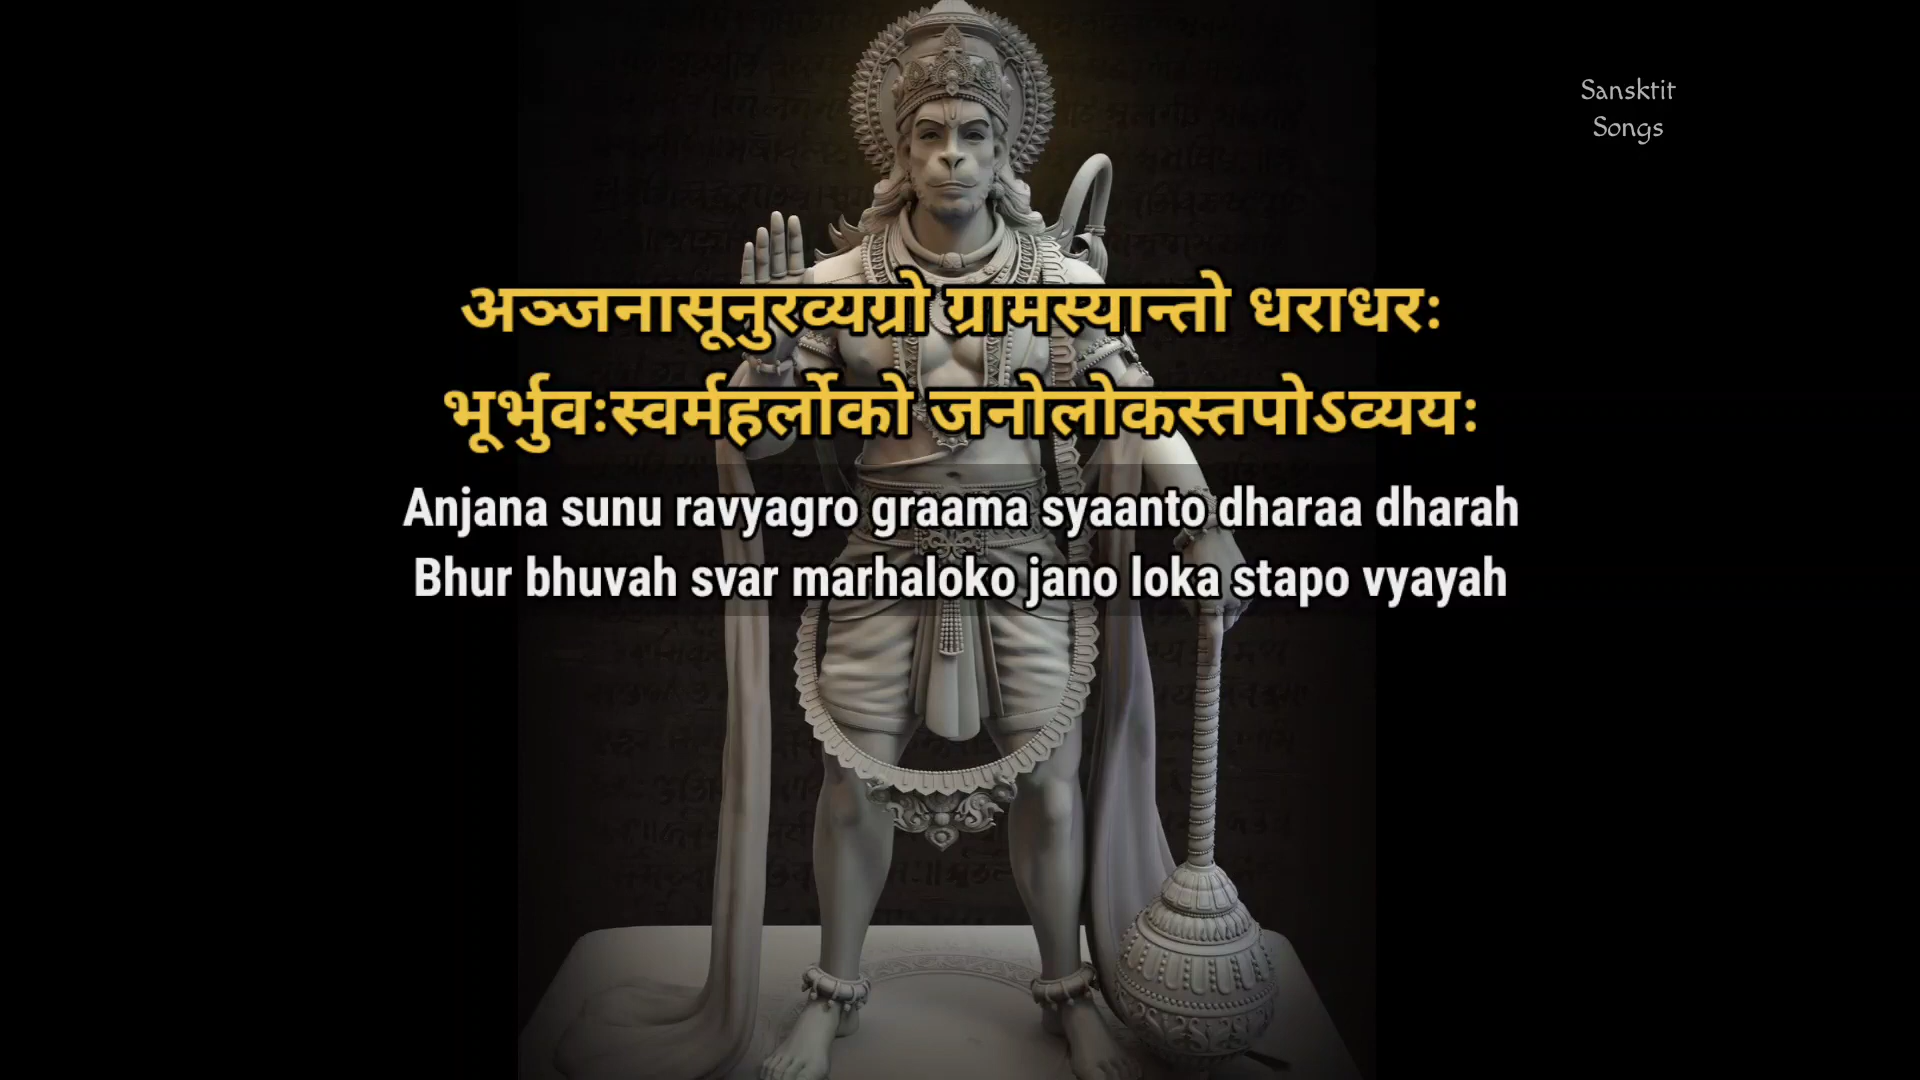 Sansktit
Songs
अञ्जनासूनुरव्यग्रो ग्रामस्यान्तो धराधरः
भूर्भुवःस्वर्महर्लोको जनोलोकस्तपोऽव्ययः
Anjana sunu ravyagro graama syaanto dharaa dharah
Bhur bhuvah svar marhaloko jano loka stapo vyayah